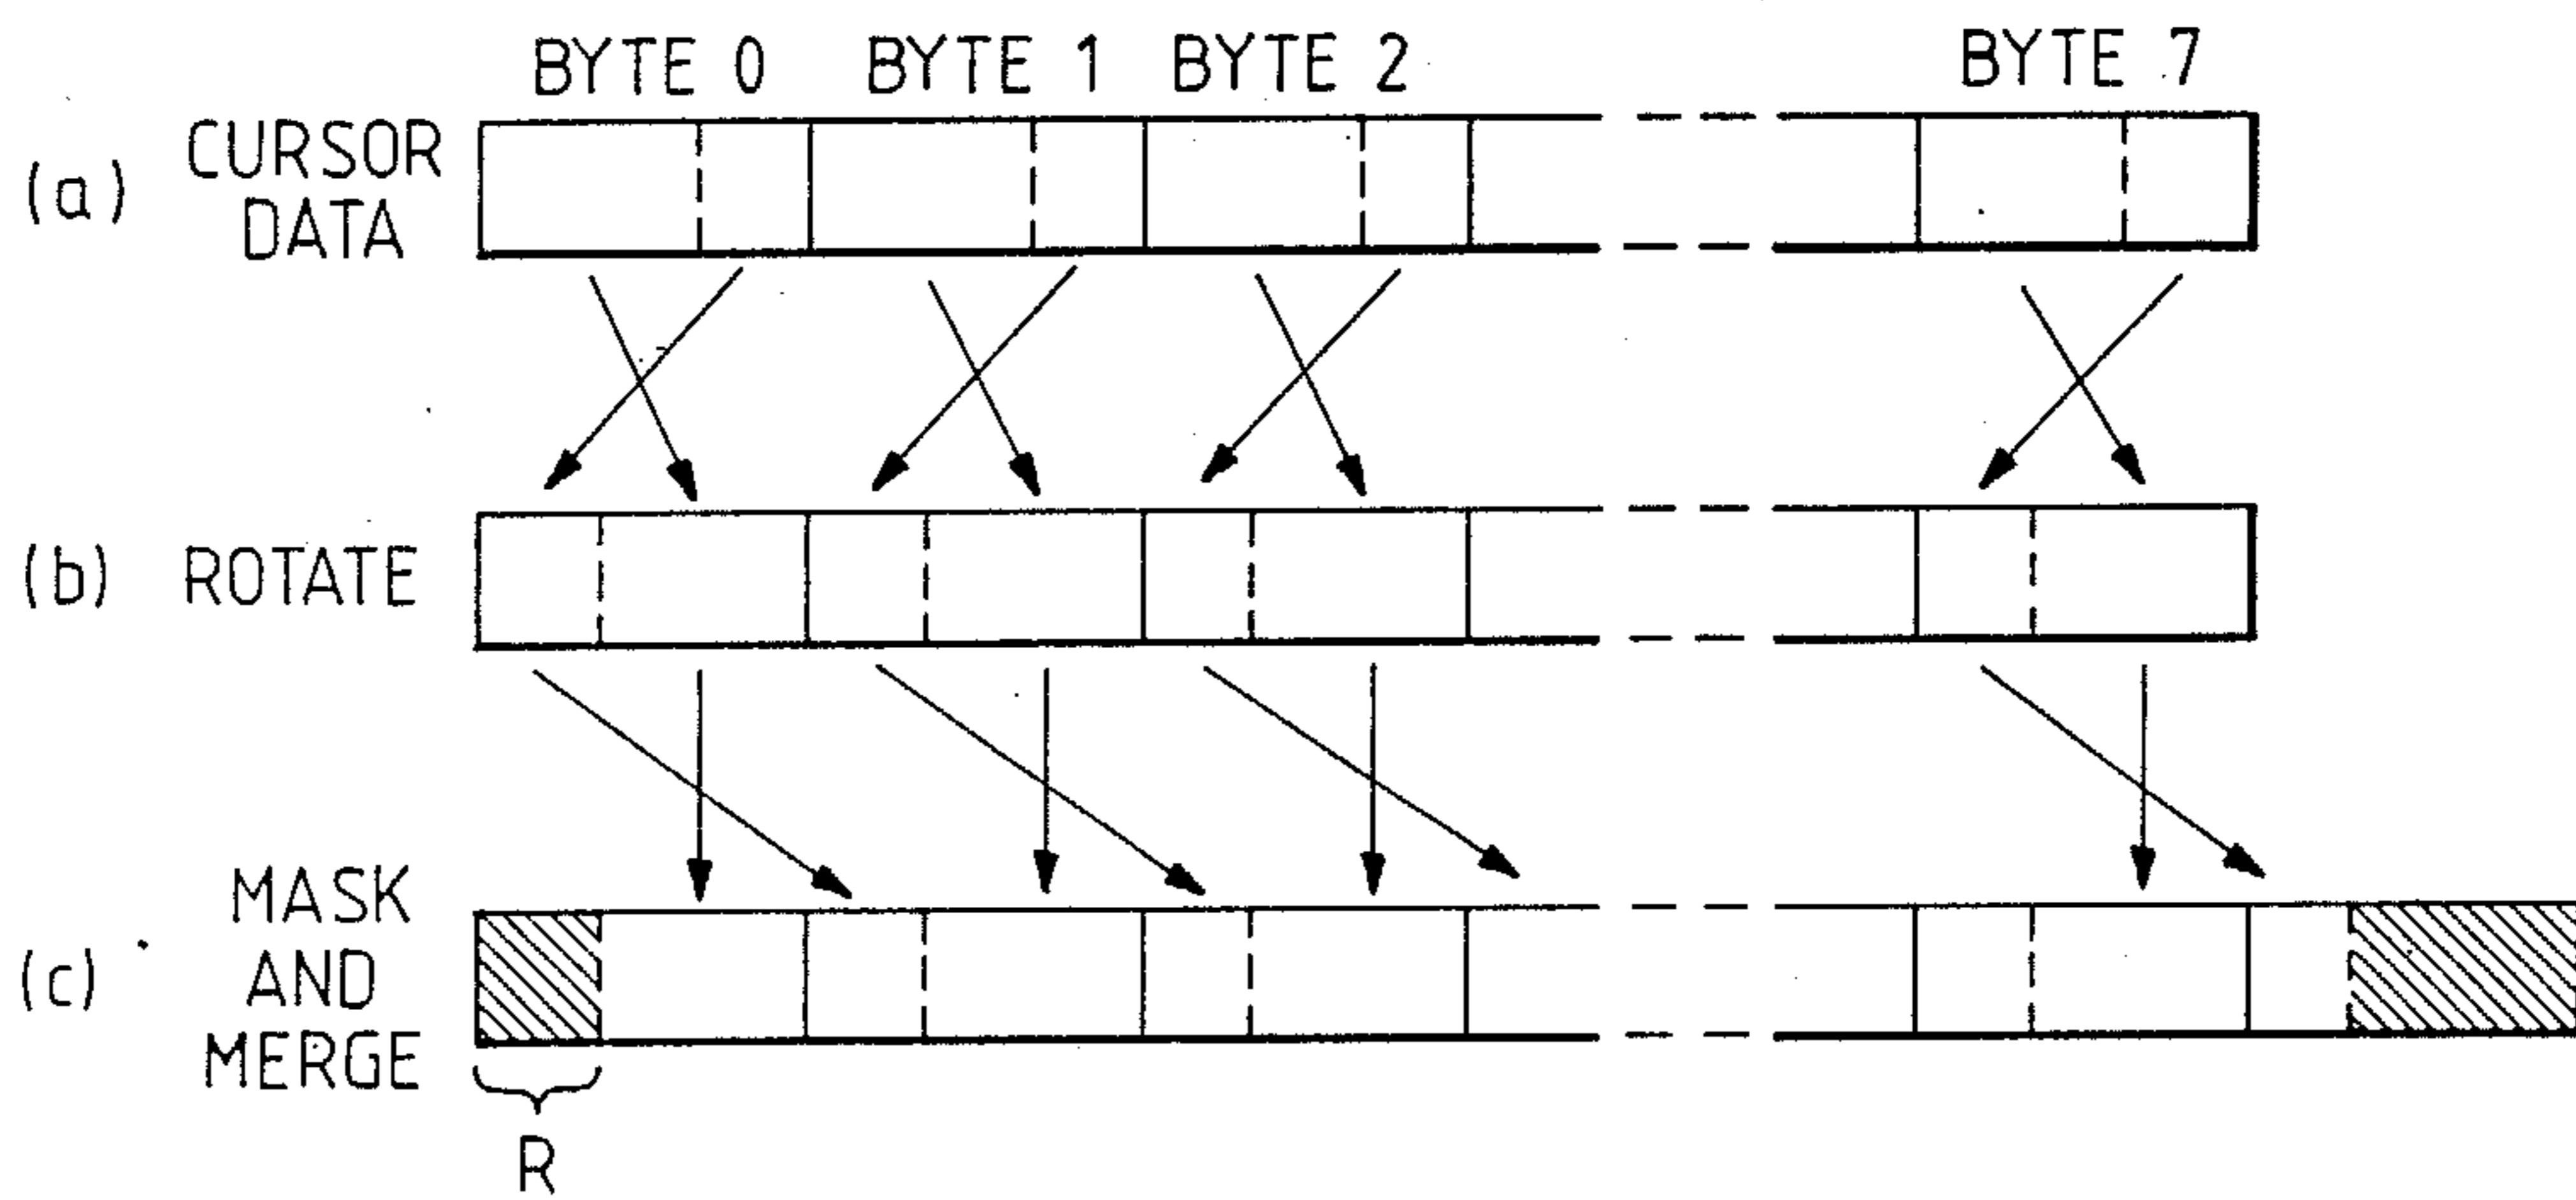 BYTE 0 BYTE 1 BYTE 2 BYTE 7
(a) CURSOR
DATA
(b) ROTATE
(c) MASK
AND
MERGE
R